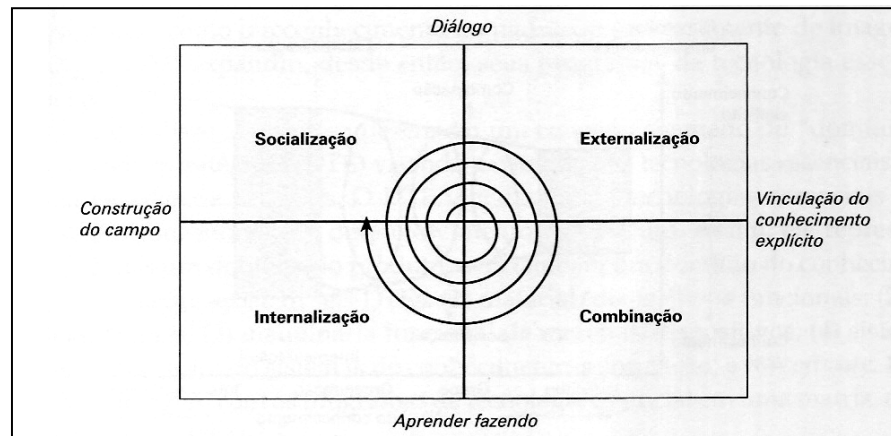 Diálogo
Socialização
Externalização
Construção
do campo
Vinculação do
conhecimento
explícito
Internalização
Combinação
Aprender fazendo